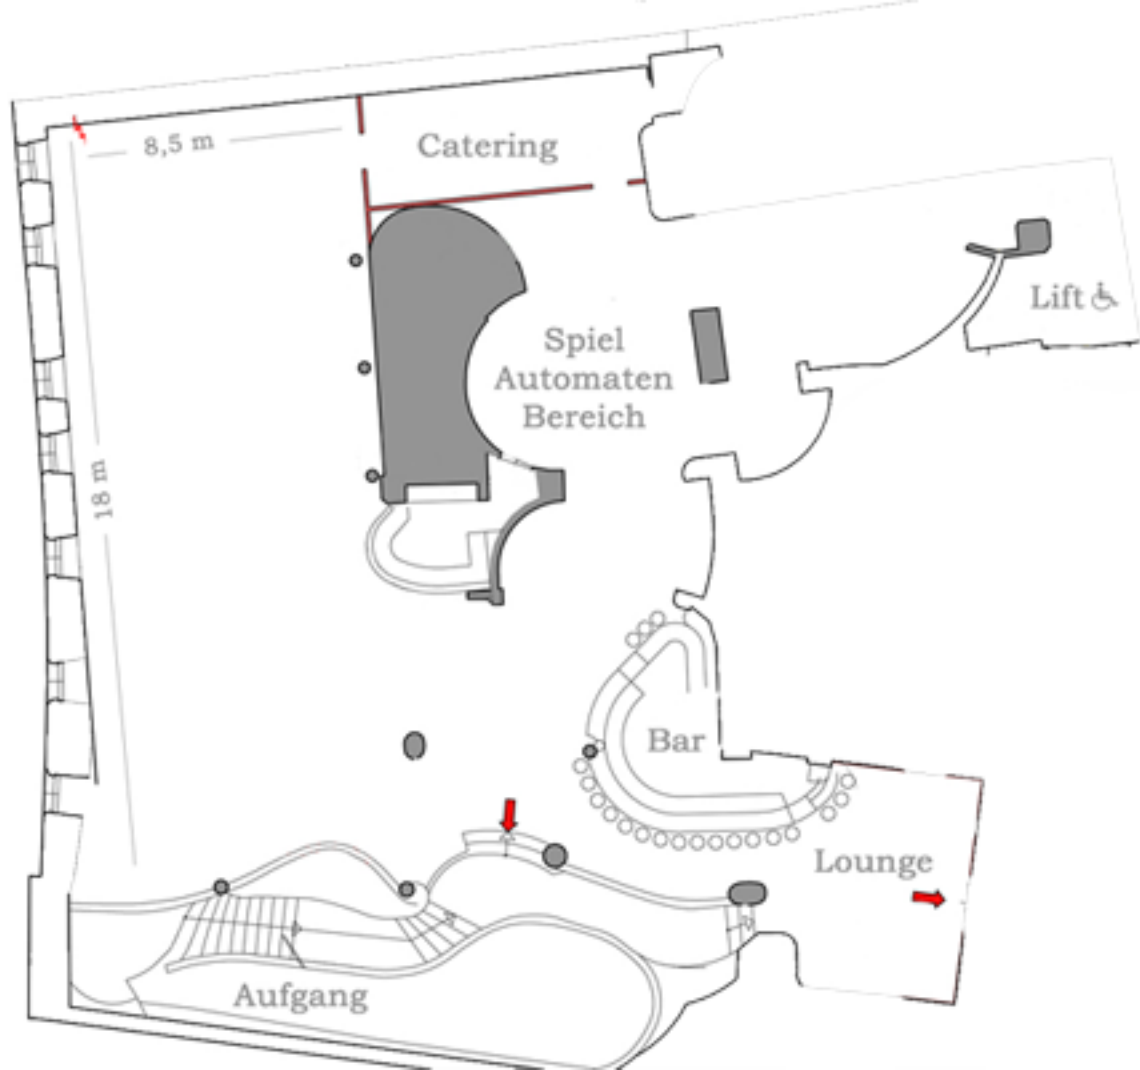 8,5 m
Catering
Lift
Spiel
Automaten
Bereich
18 m
Bar
Lounge
Aufgang